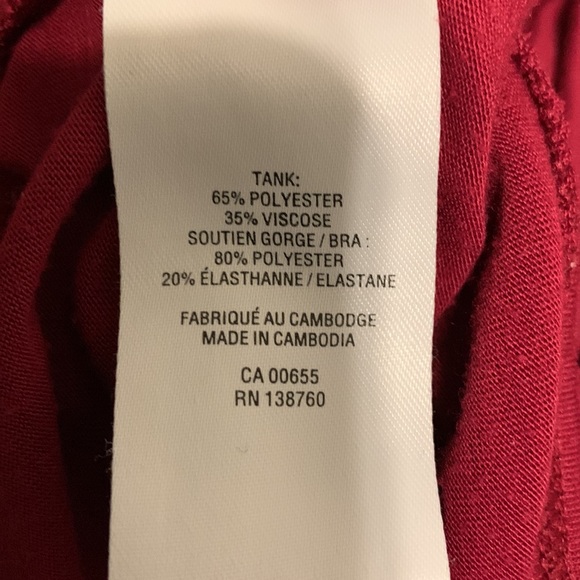 TANK:
65% POLYESTER
35% VISCOSE
SOUTIEN GORGE / BRA :
80% POLYESTER
20% ÉLASTHANNE / ELASTANE
FABRIQUÉ AU CAMBODGE
MADE IN CAMBODIA
CA 00655
RN 138760